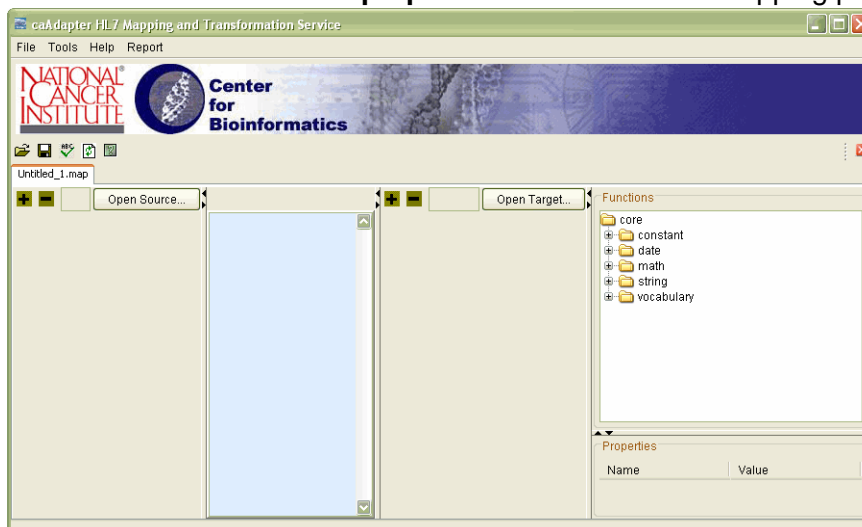 caAdapter HL7 Mapping and Transformation Service
File Tools Help Report
NATIONAL®
CANCER
INSTITUTE
Center
for
Bioinformatics
Untitled_1.map
Open Source...
Open Target...
Functions
core
constant
date
math
string
vocabulary
Properties
Name Value